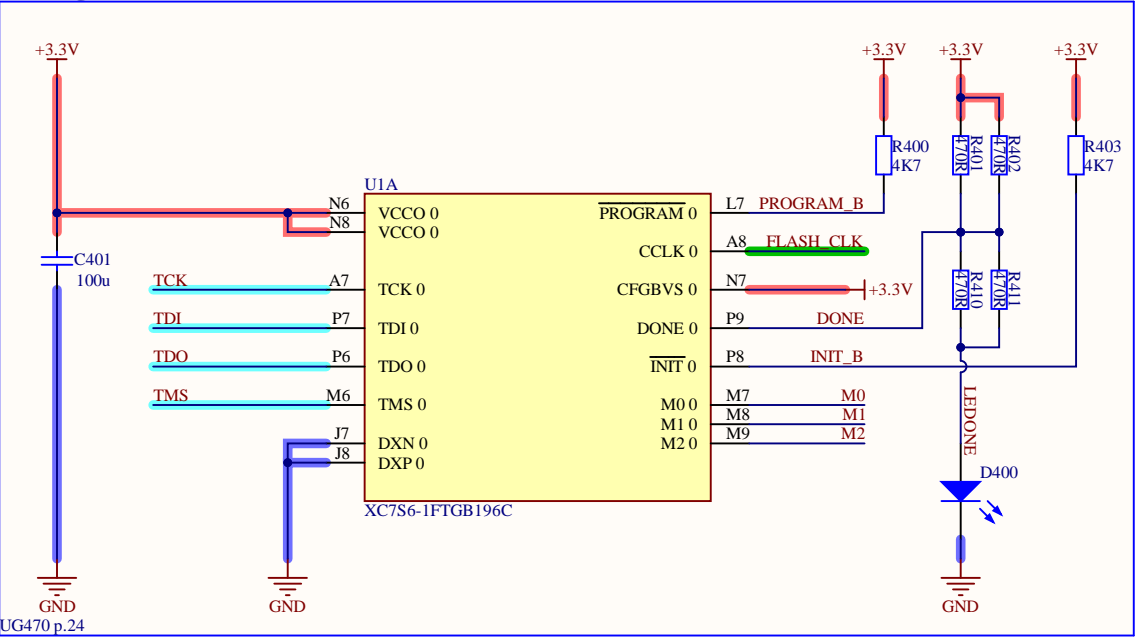 +3.3V
+3.3V
+3.3V
+3.3V
R400
4K7
R401
470R
R402
470R
R403
4K7
U1A
N6
VCCO 0
N8
VCCO 0
PROGRAM 0
L7
PROGRAM_B
CCLK 0
A8
FLASH_CLK
C401
100u
TCK
A7
TCK 0
CFGBVS 0
N7
+3.3V
R410
470R
R411
470R
TDI
P7
TDI 0
DONE 0
P9
DONE
TDO
P6
TDO 0
INIT 0
P8
INIT_B
TMS
M6
TMS 0
M0 0
M7
M0
M1 0
M8
M1
M2 0
M9
M2
J7
DXN 0
J8
DXP 0
LEDONE
D400
XC7S6-1FTGB196C
GND
GND
GND
UG470 p.24